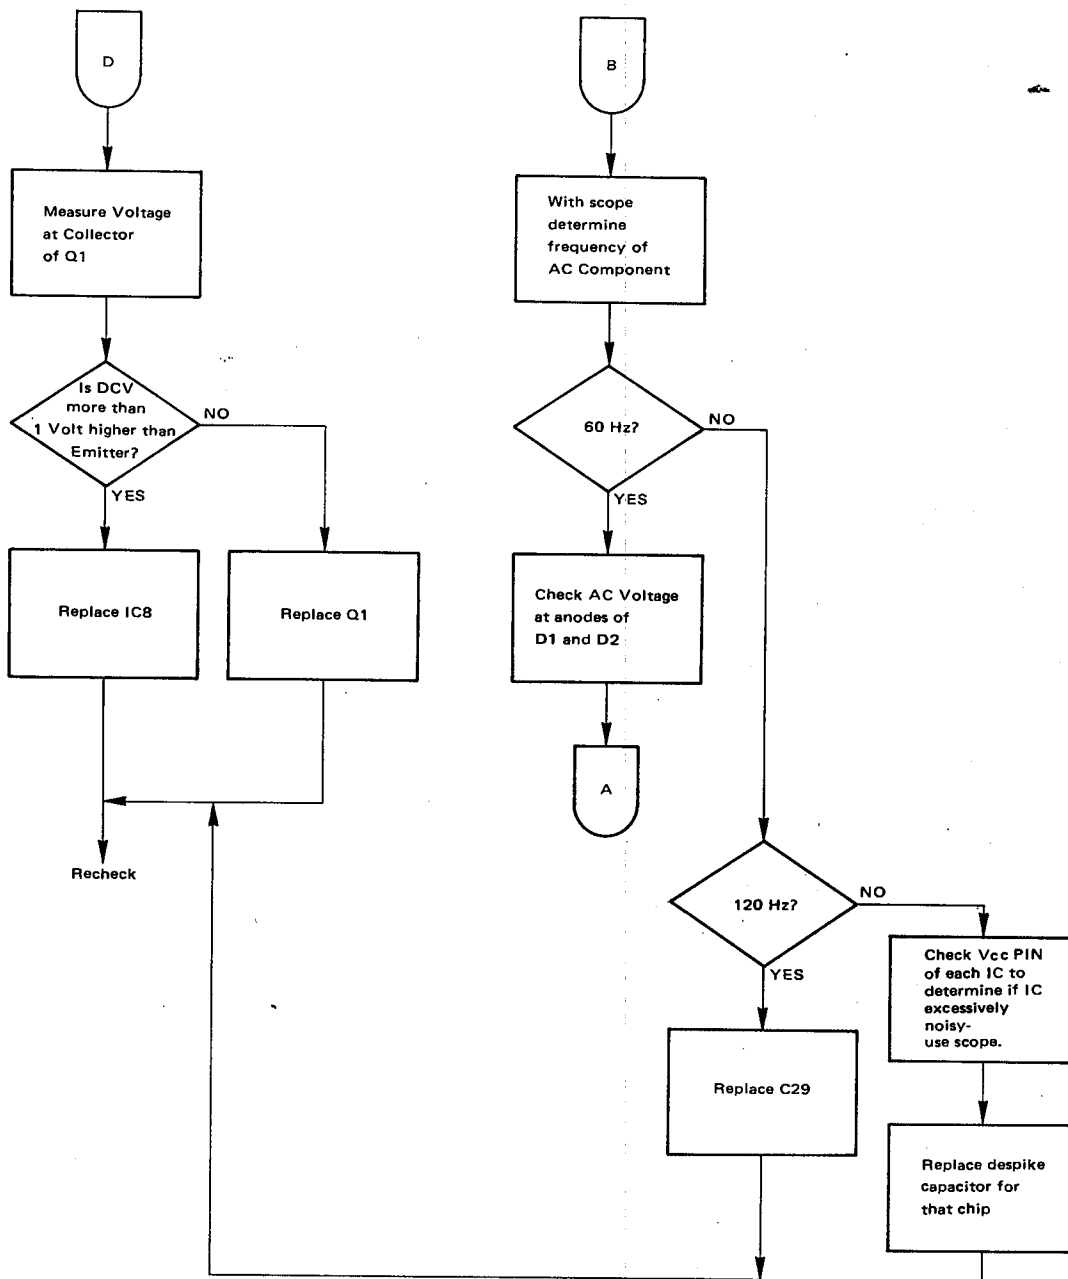 D
Measure Voltage
at Collector
of Q1
Is DCV
more than
1 Volt higher than
Emitter?
NO
YES
Replace IC8
Replace Q1
Recheck
B
With scope
determine
frequency of
AC Component
60 Hz?
NO
YES
Check AC Voltage
at anodes of
D1 and D2
A
120 Hz?
NO
YES
Replace C29
Check Vcc PIN
of each IC to
determine if IC
excessively
noisy-
use scope.
Replace despike
capacitor for
that chip